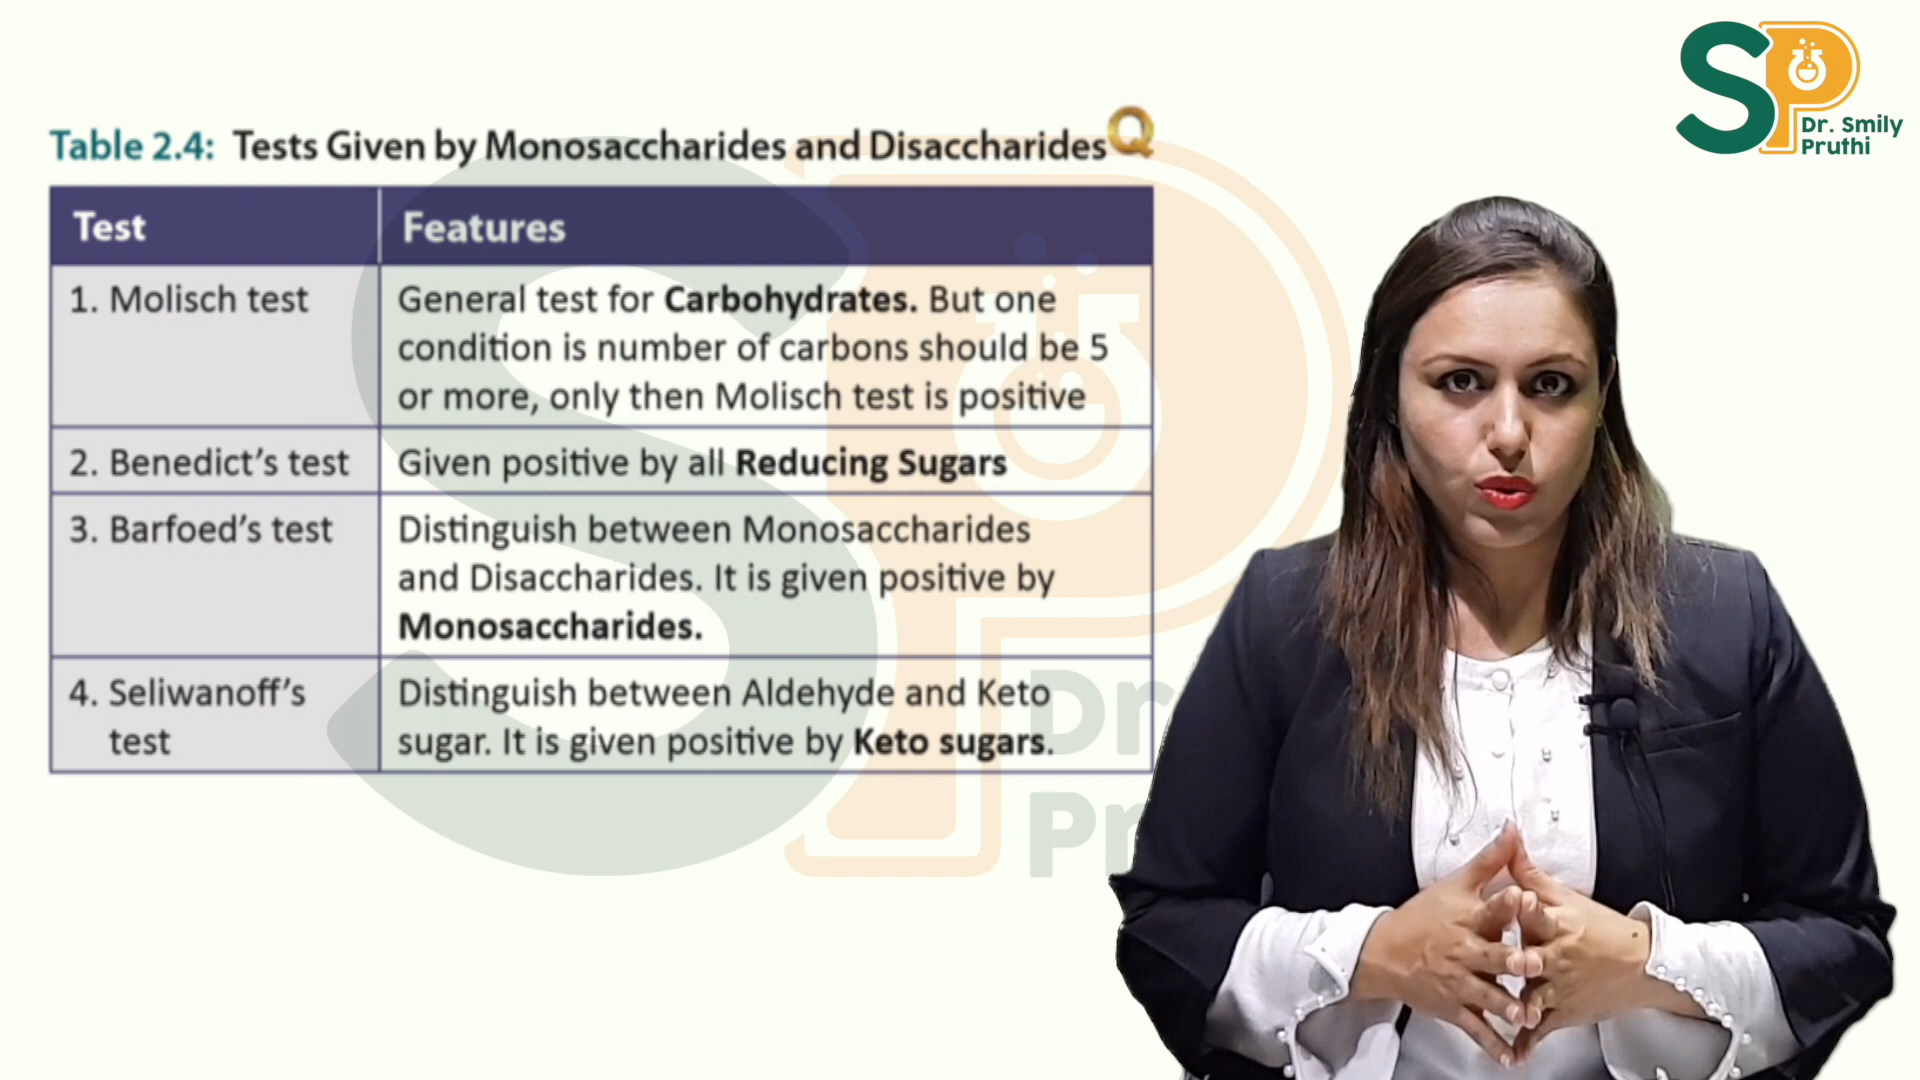 SP
Dr. Smily
Pruthi
Table 2.4: Tests Given by Monosaccharides and Disaccharides Q
Test Features
1. Molisch test General test for Carbohydrates. But one
condition is number of carbons should be 5
or more, only then Molisch test is positive
2. Benedict’s test Given positive by all Reducing Sugars
3. Barfoed’s test Distinguish between Monosaccharides
and Disaccharides. It is given positive by
Monosaccharides.
4. Seliwanoff’s Distinguish between Aldehyde and Keto
test sugar. It is given positive by Keto sugars.
SP
Dr
Pr